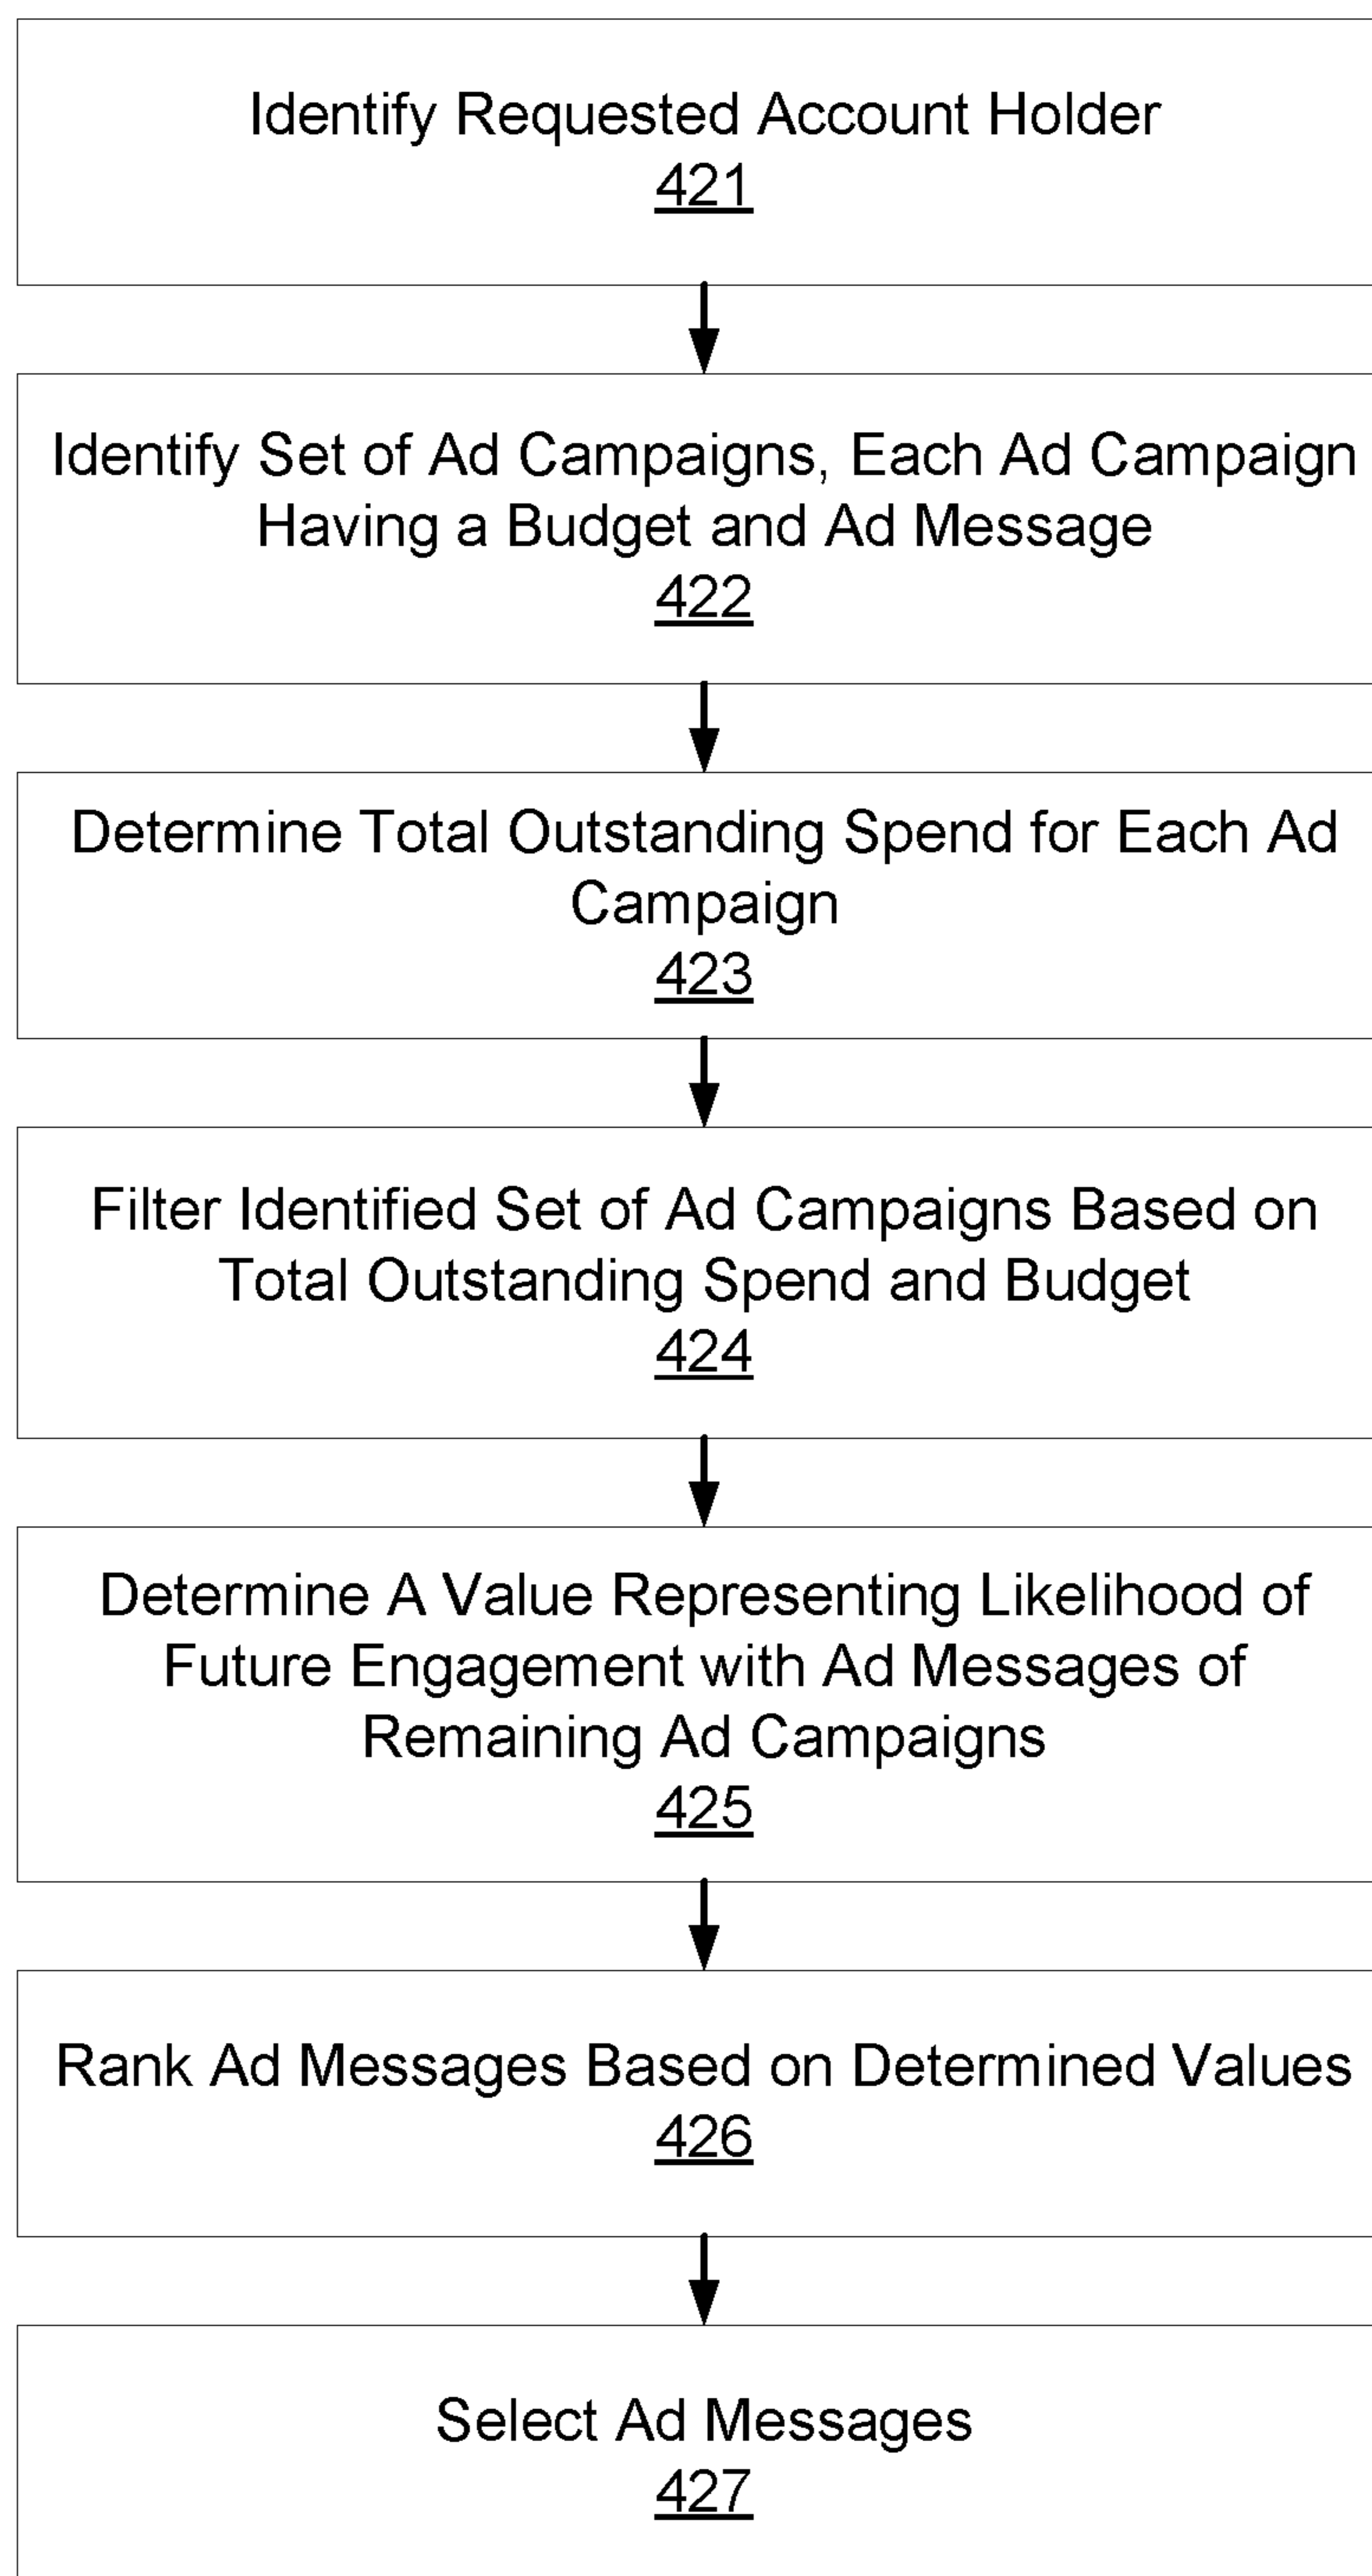 Identify Requested Account Holder
421
Identify Set of Ad Campaigns, Each Ad Campaign
Having a Budget and Ad Message
422
Determine Total Outstanding Spend for Each Ad
Campaign
423
Filter Identified Set of Ad Campaigns Based on
Total Outstanding Spend and Budget
424
Determine A Value Representing Likelihood of
Future Engagement with Ad Messages of
Remaining Ad Campaigns
425
Rank Ad Messages Based on Determined Values
426
Select Ad Messages
427